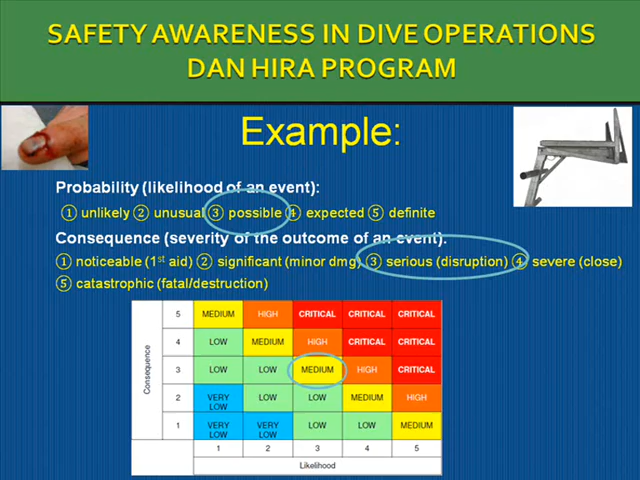 SAFETY AWARENESS IN DIVE OPERATIONS
DAN HIRA PROGRAM
Example:
Probability (likelihood of an event):
① unlikely ② unusual ③ possible ④ expected ⑤ definite
Consequence (severity of the outcome of an event):
① noticeable (1st aid) ② significant (minor dmg) ③ serious (disruption) ④ severe (close)
⑤ catastrophic (fatal/destruction)
Consequence
5 MEDIUM HIGH CRITICAL CRITICAL CRITICAL
4 LOW MEDIUM HIGH CRITICAL CRITICAL
3 LOW LOW MEDIUM HIGH CRITICAL
2 VERY LOW LOW LOW MEDIUM HIGH
1 VERY LOW VERY LOW LOW LOW MEDIUM
1 2 3 4 5
Likelihood